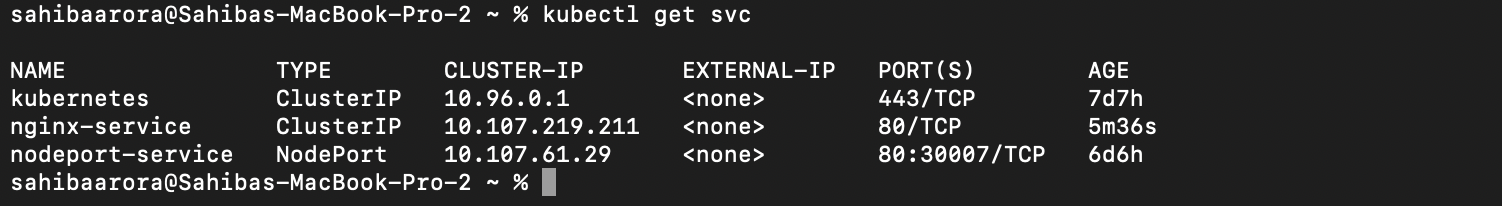 sahibaarora@Sahibas-MacBook-Pro-2 ~ % kubectl get svc
NAME TYPE CLUSTER-IP EXTERNAL-IP PORT(S) AGE
kubernetes ClusterIP 10.96.0.1 <none> 443/TCP 7d7h
nginx-service ClusterIP 10.107.219.211 <none> 80/TCP 5m36s
nodeport-service NodePort 10.107.61.29 <none> 80:30007/TCP 6d6h
sahibaarora@Sahibas-MacBook-Pro-2 ~ %